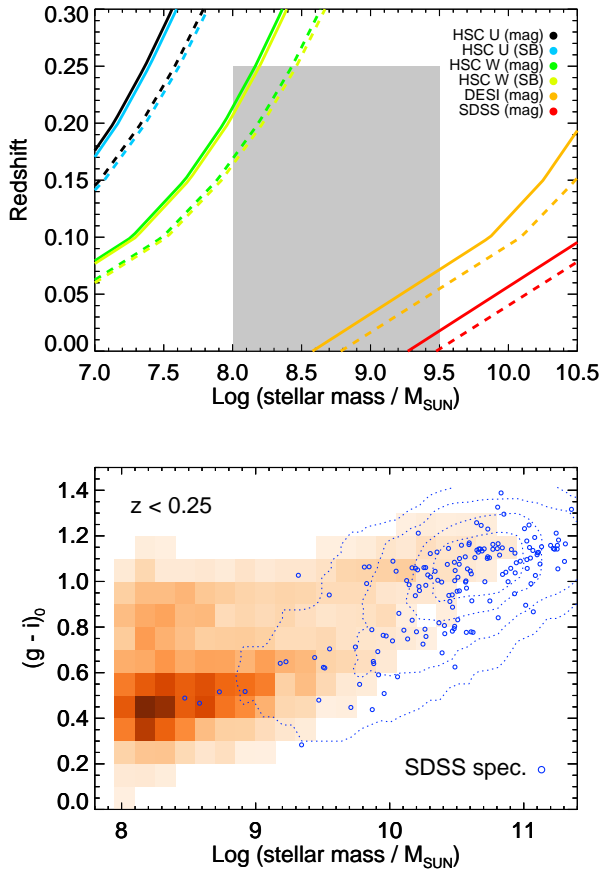 0.30
0.25
0.20
0.15
0.10
0.05
0.00
Redshift
HSC U (mag)
HSC U (SB)
HSC W (mag)
HSC W (SB)
DESI (mag)
SDSS (mag)
7.0 7.5 8.0 8.5 9.0 9.5 10.0 10.5
Log (stellar mass / M_SUN)
1.4
1.2
1.0
0.8
0.6
0.4
0.2
0.0
(g - i)_0
z < 0.25
SDSS spec.
8 9 10 11
Log (stellar mass / M_SUN)